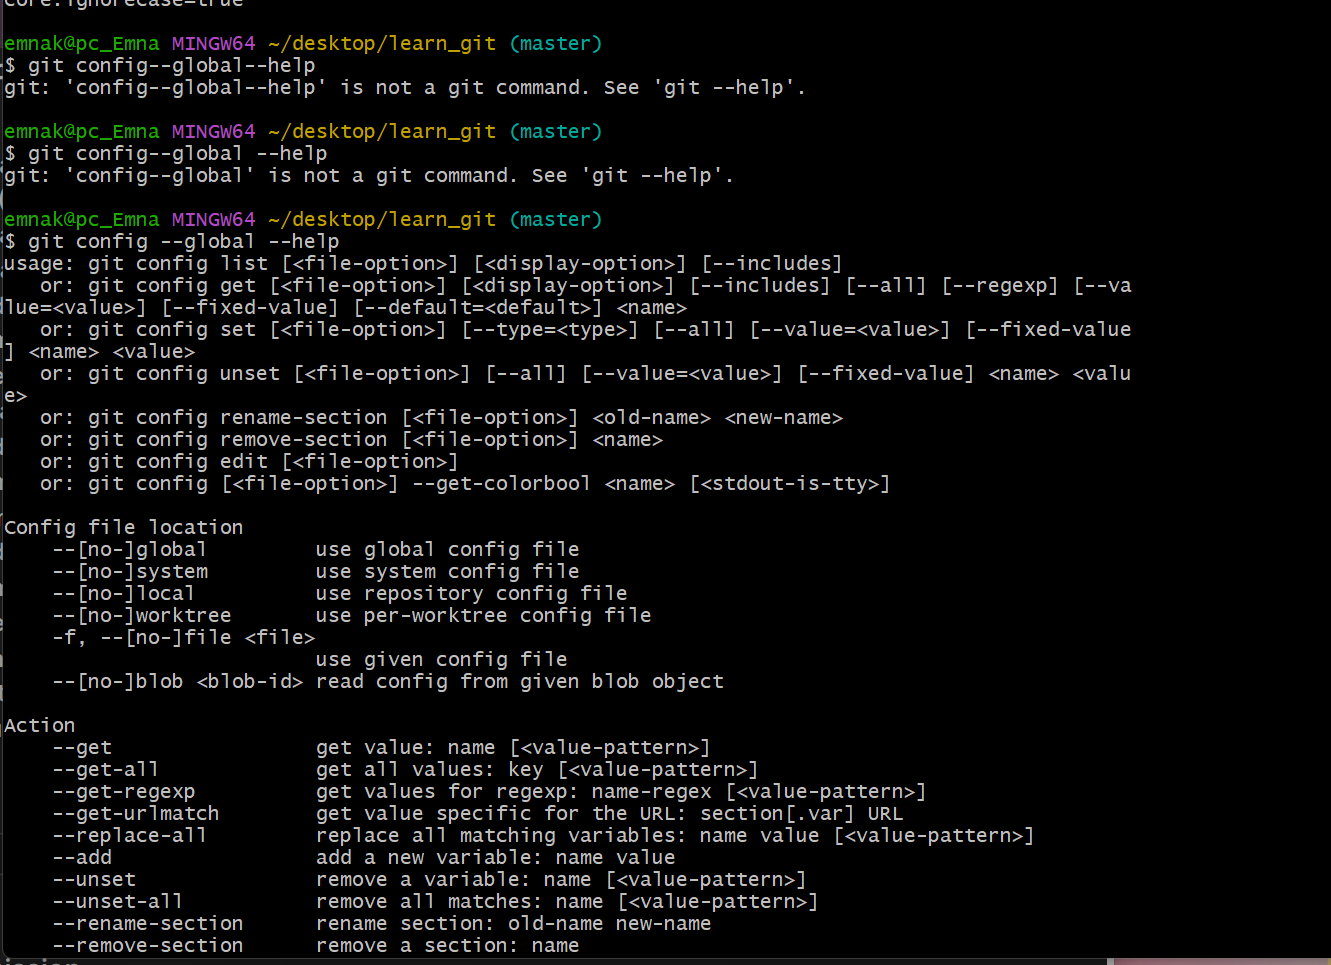 core.ignorecase=true
emnak@pc_Emna MINGW64 ~/desktop/learn_git (master)
$ git config--global--help
git: 'config--global--help' is not a git command. See 'git --help'.
emnak@pc_Emna MINGW64 ~/desktop/learn_git (master)
$ git config--global --help
git: 'config--global' is not a git command. See 'git --help'.
emnak@pc_Emna MINGW64 ~/desktop/learn_git (master)
$ git config --global --help
usage: git config list [<file-option>] [<display-option>] [--includes]
   or: git config get [<file-option>] [<display-option>] [--includes] [--all] [--regexp] [--va
lue=<value>] [--fixed-value] [--default=<default>] <name>
   or: git config set [<file-option>] [--type=<type>] [--all] [--value=<value>] [--fixed-value
] <name> <value>
   or: git config unset [<file-option>] [--all] [--value=<value>] [--fixed-value] <name> <valu
e>
   or: git config rename-section [<file-option>] <old-name> <new-name>
   or: git config remove-section [<file-option>] <name>
   or: git config edit [<file-option>]
   or: git config [<file-option>] --get-colorbool <name> [<stdout-is-tty>]
Config file location
    --[no-]global         use global config file
    --[no-]system         use system config file
    --[no-]local          use repository config file
    --[no-]worktree       use per-worktree config file
    -f, --[no-]file <file>
                          use given config file
    --[no-]blob <blob-id> read config from given blob object
Action
    --get                 get value: name [<value-pattern>]
    --get-all             get all values: key [<value-pattern>]
    --get-regexp          get values for regexp: name-regex [<value-pattern>]
    --get-urlmatch        get value specific for the URL: section[.var] URL
    --replace-all         replace all matching variables: name value [<value-pattern>]
    --add                 add a new variable: name value
    --unset               remove a variable: name [<value-pattern>]
    --unset-all           remove all matches: name [<value-pattern>]
    --rename-section      rename section: old-name new-name
    --remove-section      remove a section: name